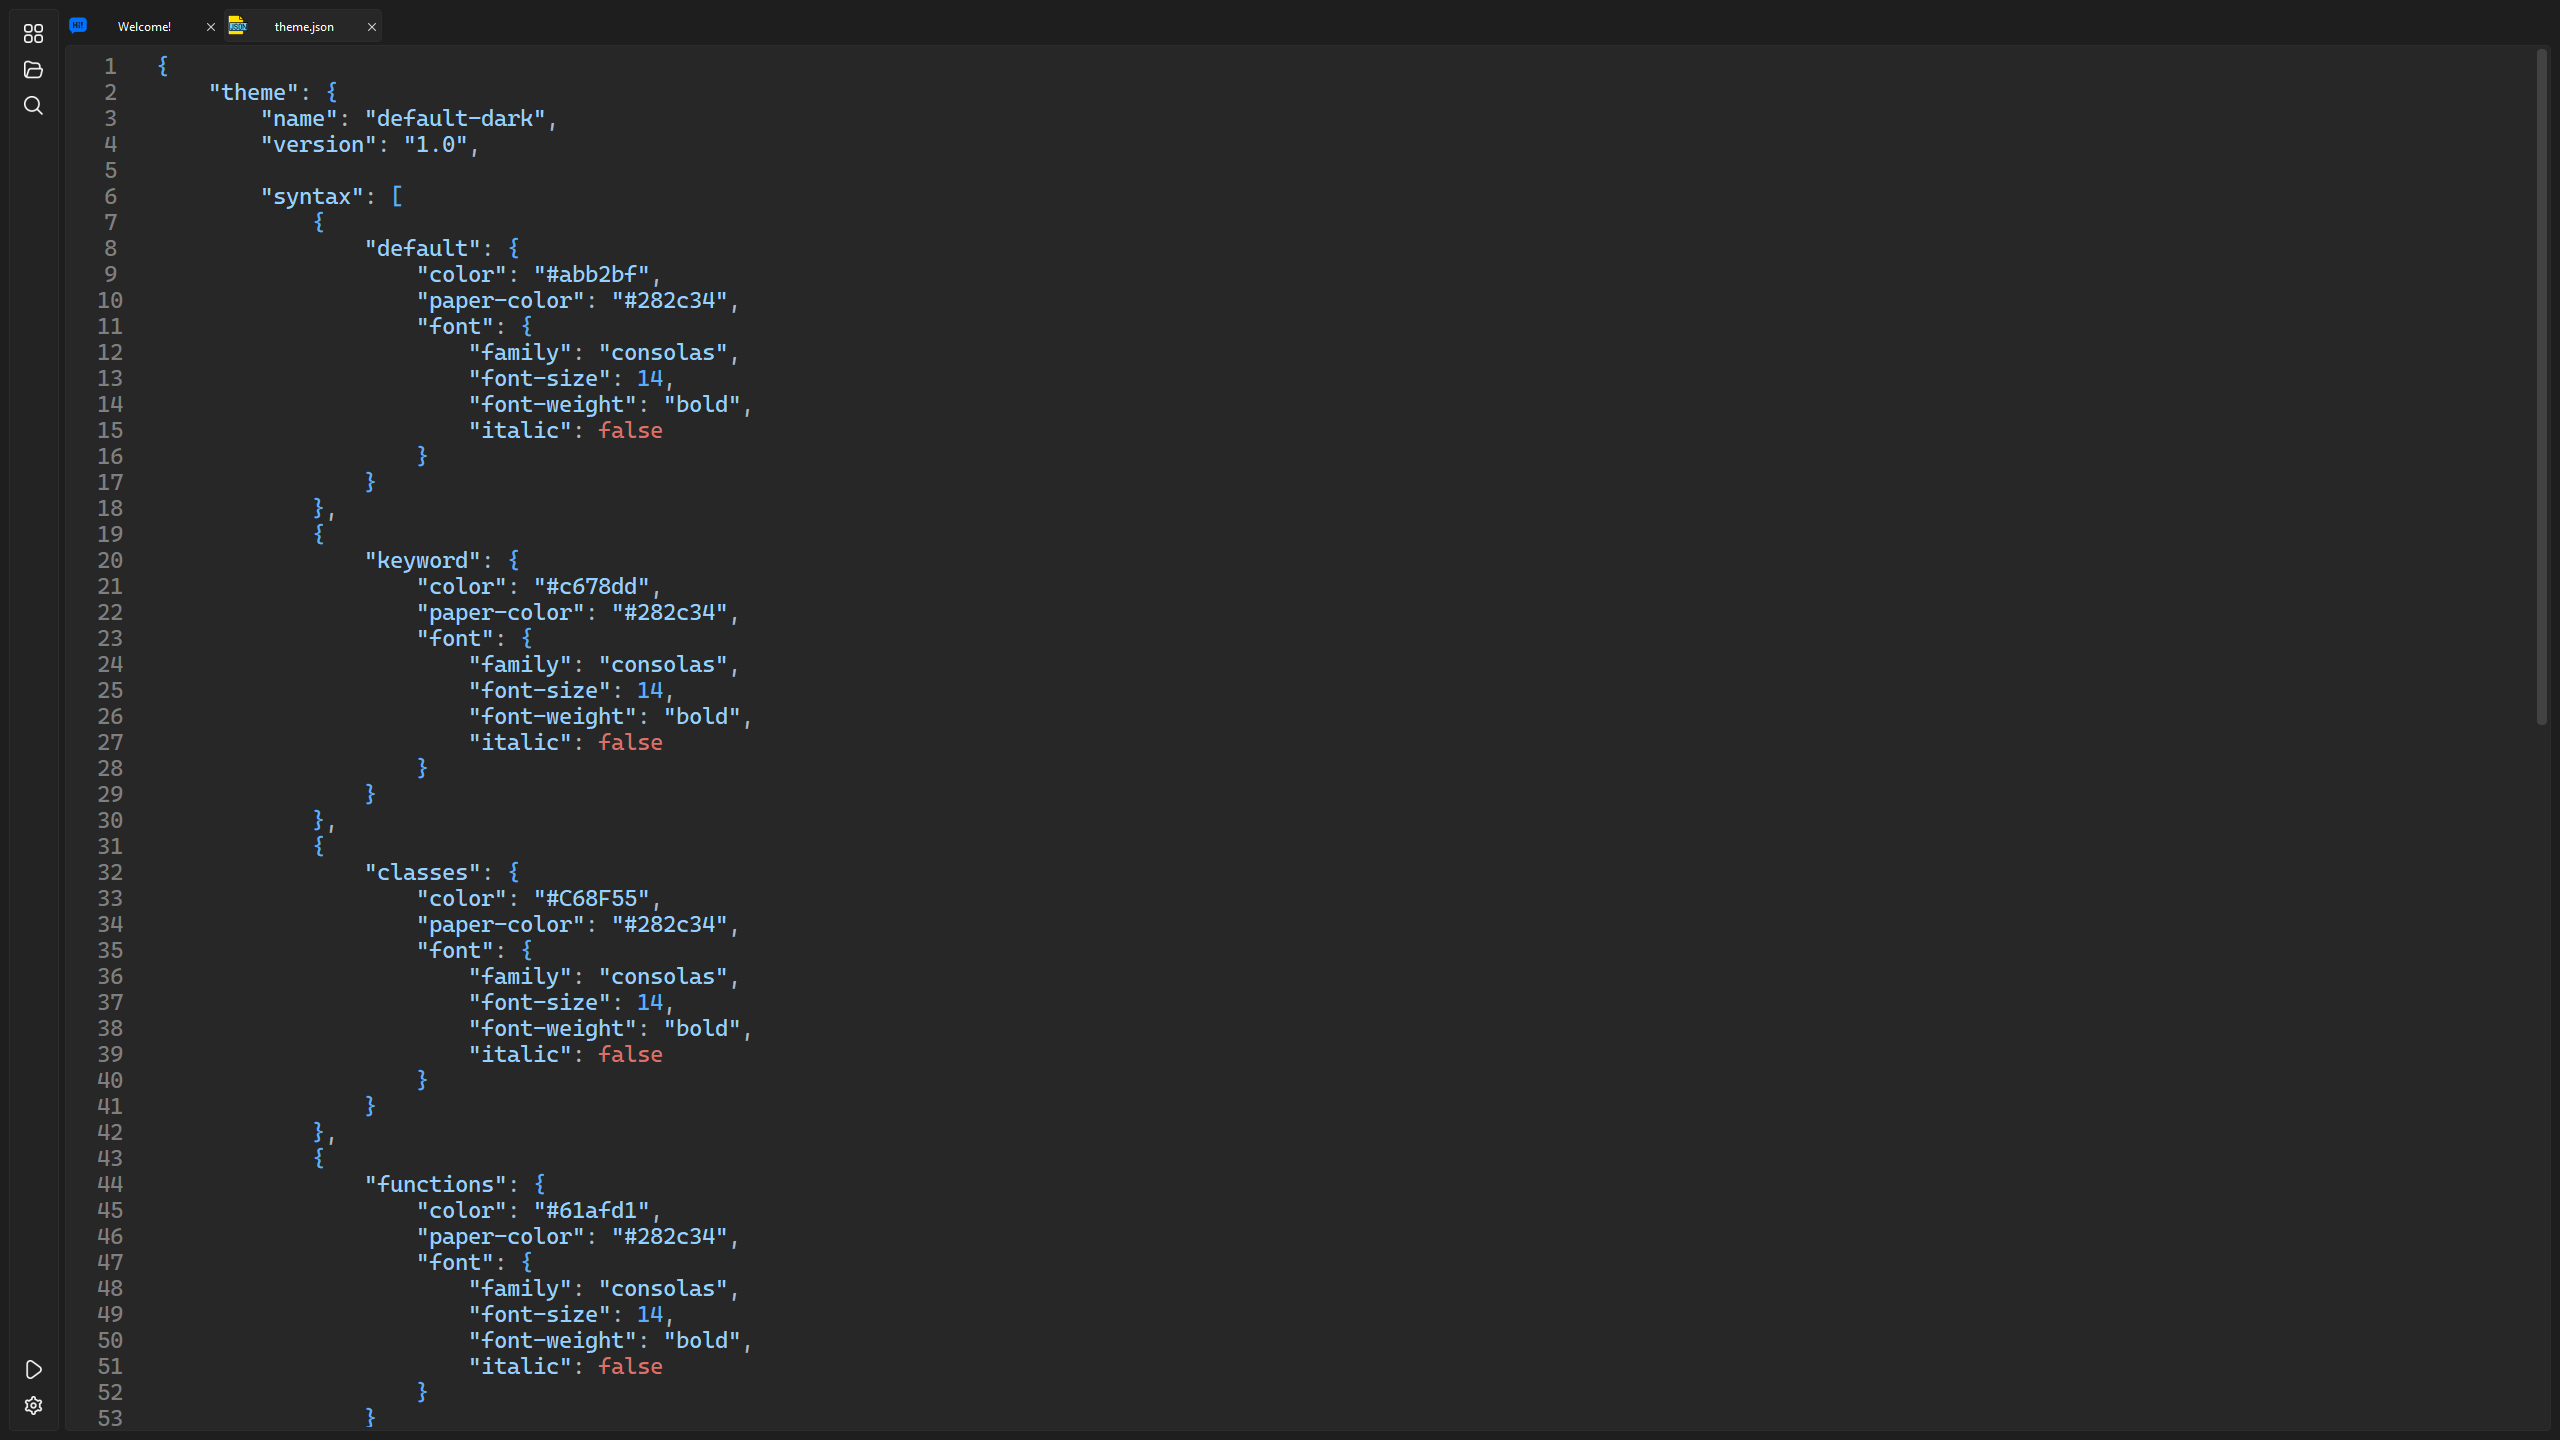 Hi! Welcome! JSON theme.json
1 {
2     "theme": {
3         "name": "default-dark",
4         "version": "1.0",
5
6         "syntax": [
7             {
8                 "default": {
9                     "color": "#abb2bf",
10                     "paper-color": "#282c34",
11                     "font": {
12                         "family": "consolas",
13                         "font-size": 14,
14                         "font-weight": "bold",
15                         "italic": false
16                     }
17                 }
18             },
19             {
20                 "keyword": {
21                     "color": "#c678dd",
22                     "paper-color": "#282c34",
23                     "font": {
24                         "family": "consolas",
25                         "font-size": 14,
26                         "font-weight": "bold",
27                         "italic": false
28                     }
29                 }
30             },
31             {
32                 "classes": {
33                     "color": "#C68F55",
34                     "paper-color": "#282c34",
35                     "font": {
36                         "family": "consolas",
37                         "font-size": 14,
38                         "font-weight": "bold",
39                         "italic": false
40                     }
41                 }
42             },
43             {
44                 "functions": {
45                     "color": "#61afd1",
46                     "paper-color": "#282c34",
47                     "font": {
48                         "family": "consolas",
49                         "font-size": 14,
50                         "font-weight": "bold",
51                         "italic": false
52                     }
53                 }